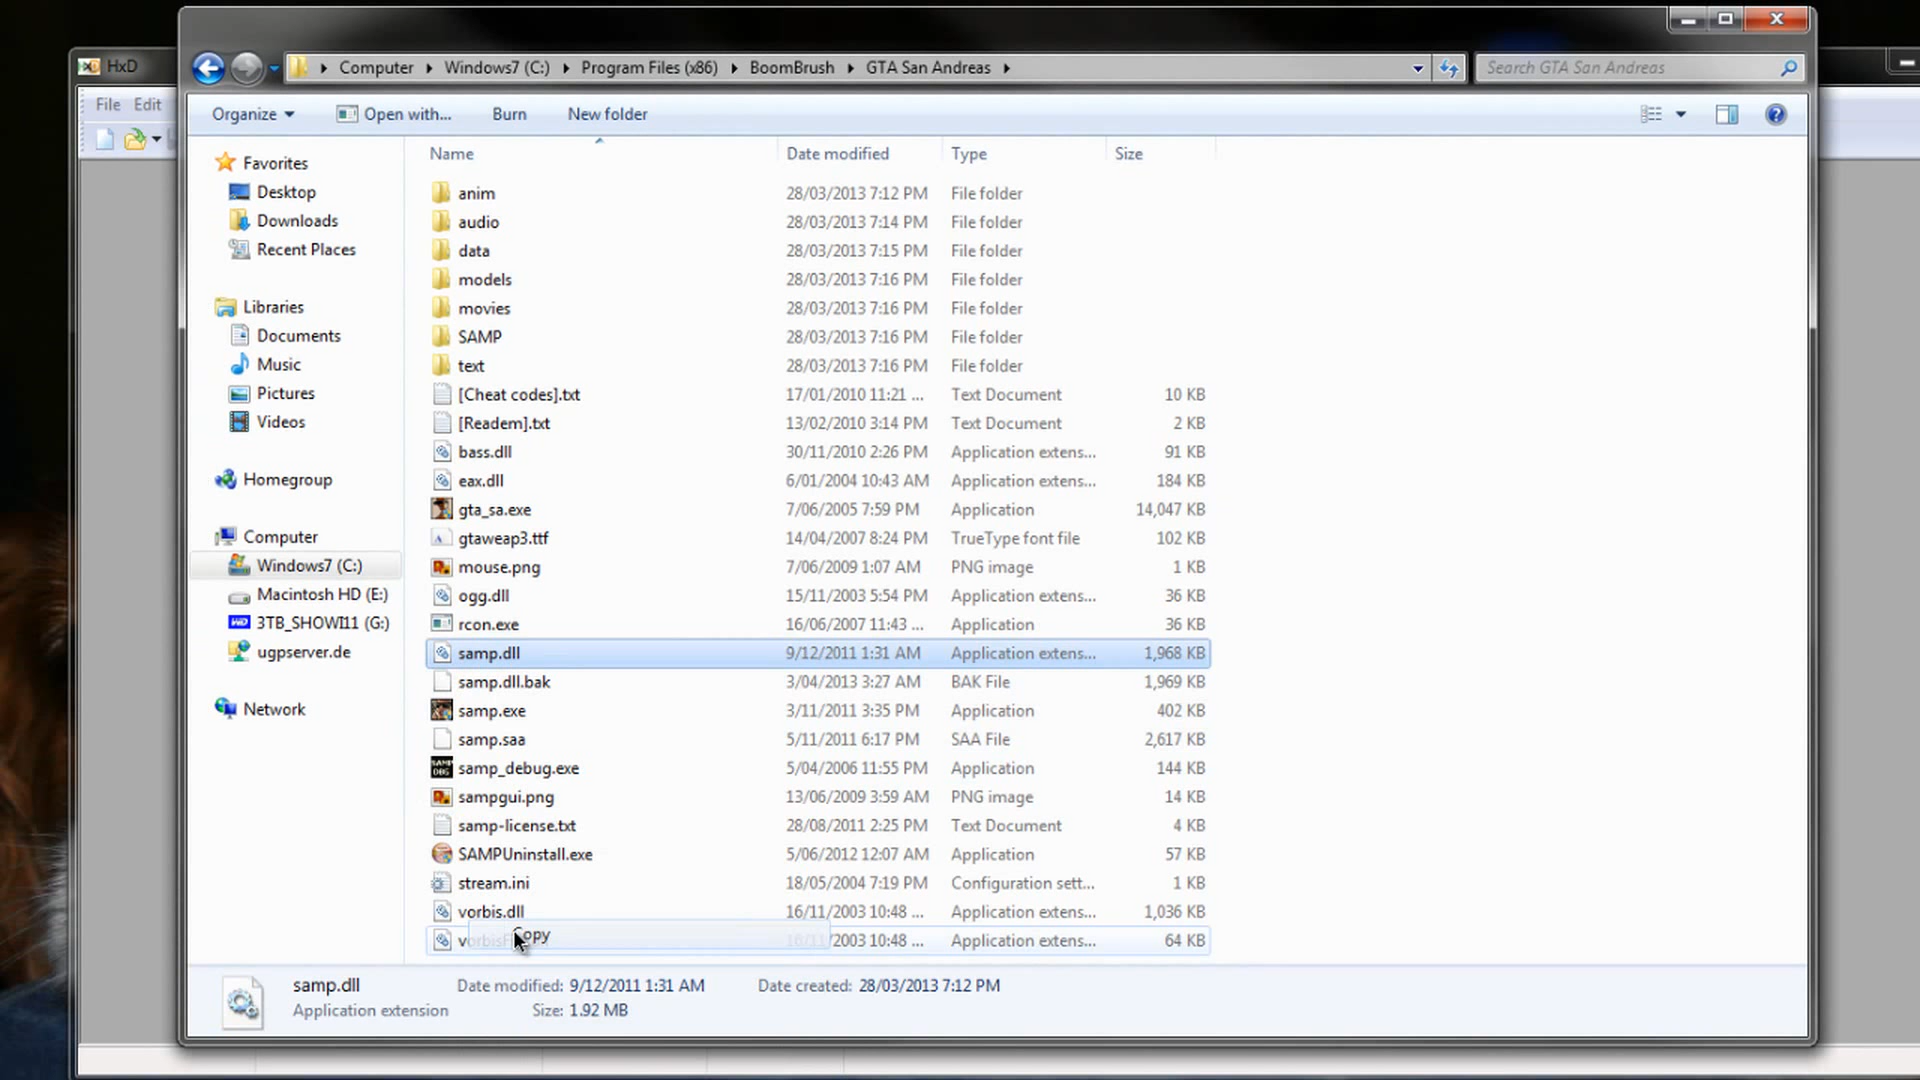 HxD
File Edit
Computer Windows7 (C:) Program Files (x86) BoomBrush GTA San Andreas
Search GTA San Andreas
Organize Open with... Burn New folder
Name Date modified Type Size
Favorites
Desktop
Downloads
Recent Places
Libraries
Documents
Music
Pictures
Videos
Homegroup
Computer
Windows7 (C:)
Macintosh HD (E:)
WD 3TB_SHOWI11 (G:)
ugpserver.de
Network
anim 28/03/2013 7:12 PM File folder
audio 28/03/2013 7:14 PM File folder
data 28/03/2013 7:15 PM File folder
models 28/03/2013 7:16 PM File folder
movies 28/03/2013 7:16 PM File folder
SAMP 28/03/2013 7:16 PM File folder
text 28/03/2013 7:16 PM File folder
[Cheat codes].txt 17/01/2010 11:21 ... Text Document 10 KB
[Readem].txt 13/02/2010 3:14 PM Text Document 2 KB
bass.dll 30/11/2010 2:26 PM Application extens... 91 KB
eax.dll 6/01/2004 10:43 AM Application extens... 184 KB
gta_sa.exe 7/06/2005 7:59 PM Application 14,047 KB
gtaweap3.ttf 14/04/2007 8:24 PM TrueType font file 102 KB
mouse.png 7/06/2009 1:07 AM PNG image 1 KB
ogg.dll 15/11/2003 5:54 PM Application extens... 36 KB
rcon.exe 16/06/2007 11:43 ... Application 36 KB
samp.dll 9/12/2011 1:31 AM Application extens... 1,968 KB
samp.dll.bak 3/04/2013 3:27 AM BAK File 1,969 KB
samp.exe 3/11/2011 3:35 PM Application 402 KB
samp.saa 5/11/2011 6:17 PM SAA File 2,617 KB
samp_debug.exe 5/04/2006 11:55 PM Application 144 KB
sampgui.png 13/06/2009 3:59 AM PNG image 14 KB
samp-license.txt 28/08/2011 2:25 PM Text Document 4 KB
SAMPUninstall.exe 5/06/2012 12:07 AM Application 57 KB
stream.ini 18/05/2004 7:19 PM Configuration sett... 1 KB
vorbis.dll 16/11/2003 10:48 ... Application extens... 1,036 KB
Copy
16/11/2003 10:48 ... Application extens... 64 KB
samp.dll Date modified: 9/12/2011 1:31 AM Date created: 28/03/2013 7:12 PM
Application extension Size: 1.92 MB